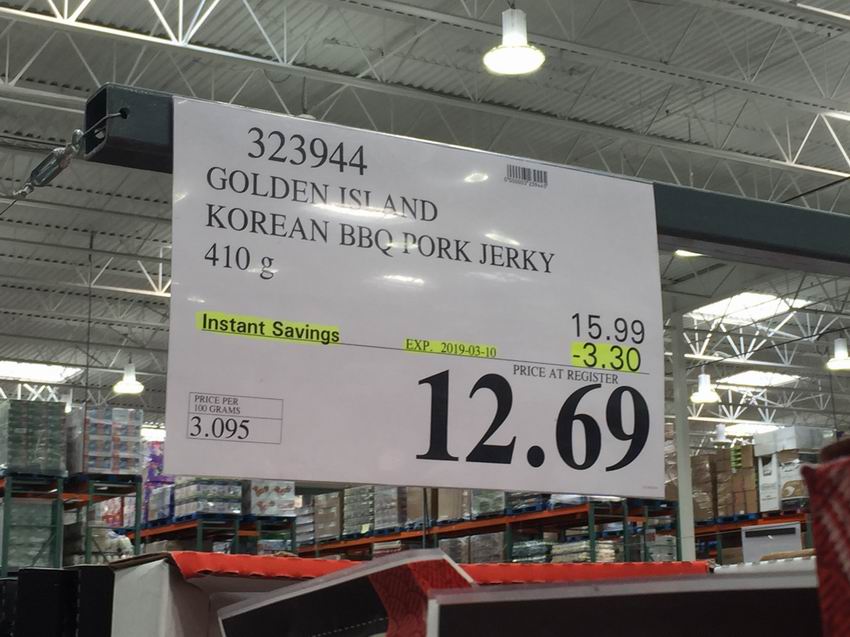 323944
GOLDEN ISLAND
KOREAN BBQ PORK JERKY
410 g
15.99
Instant Savings
EXP. 2019-03-10
-3.30
PRICE AT REGISTER
12.69
PRICE PER
100 GRAMS
3.095